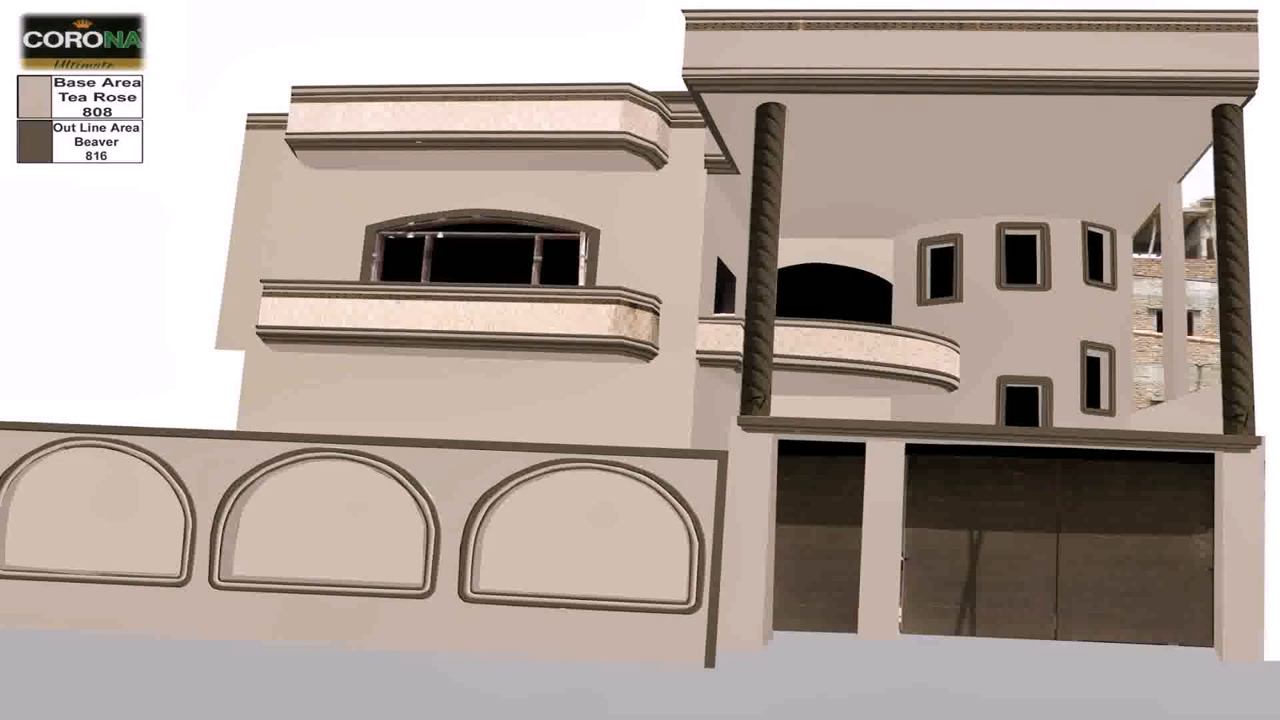 CORONA
Ultimate
Base Area
Tea Rose
808
Out Line Area
Beaver
816